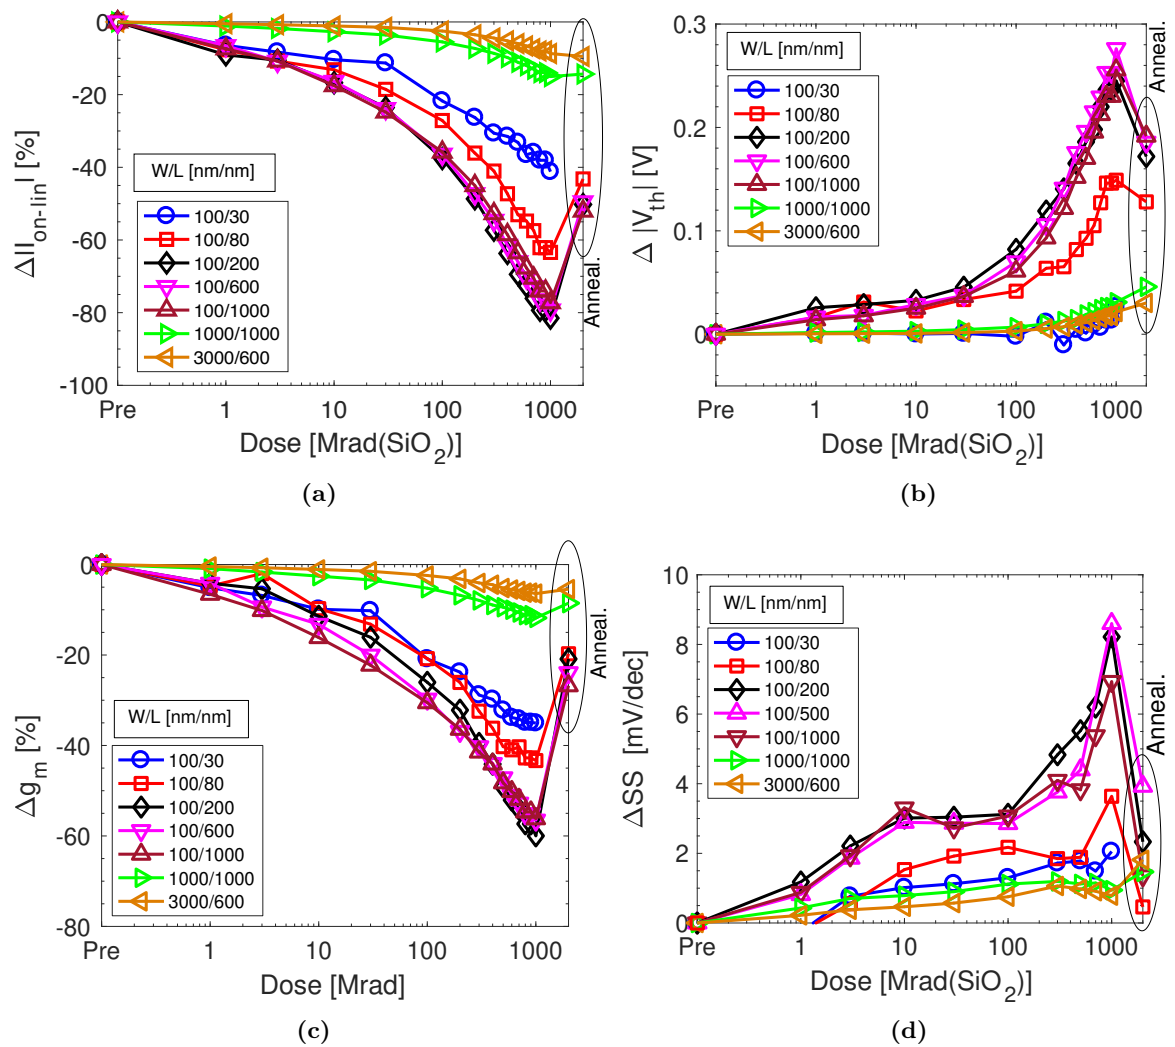 0
-20
-40
-60
-80
-100
Δ|I_on-lin| [%]
W/L [nm/nm]
100/30
100/80
100/200
100/600
100/1000
1000/1000
3000/600
Anneal.
Pre 1 10 100 1000
Dose [Mrad(SiO₂)]
(a)
0.3
0.2
0.1
0
Δ |V_th| [V]
W/L [nm/nm]
100/30
100/80
100/200
100/600
100/1000
1000/1000
3000/600
Anneal.
Pre 1 10 100 1000
Dose [Mrad(SiO₂)]
(b)
0
-20
-40
-60
-80
Δg_m [%]
W/L [nm/nm]
100/30
100/80
100/200
100/600
100/1000
1000/1000
3000/600
Anneal.
Pre 1 10 100 1000
Dose [Mrad]
(c)
10
8
6
4
2
0
ΔSS [mV/dec]
W/L [nm/nm]
100/30
100/80
100/200
100/500
100/1000
1000/1000
3000/600
Anneal.
Pre 1 10 100 1000
Dose [Mrad(SiO₂)]
(d)